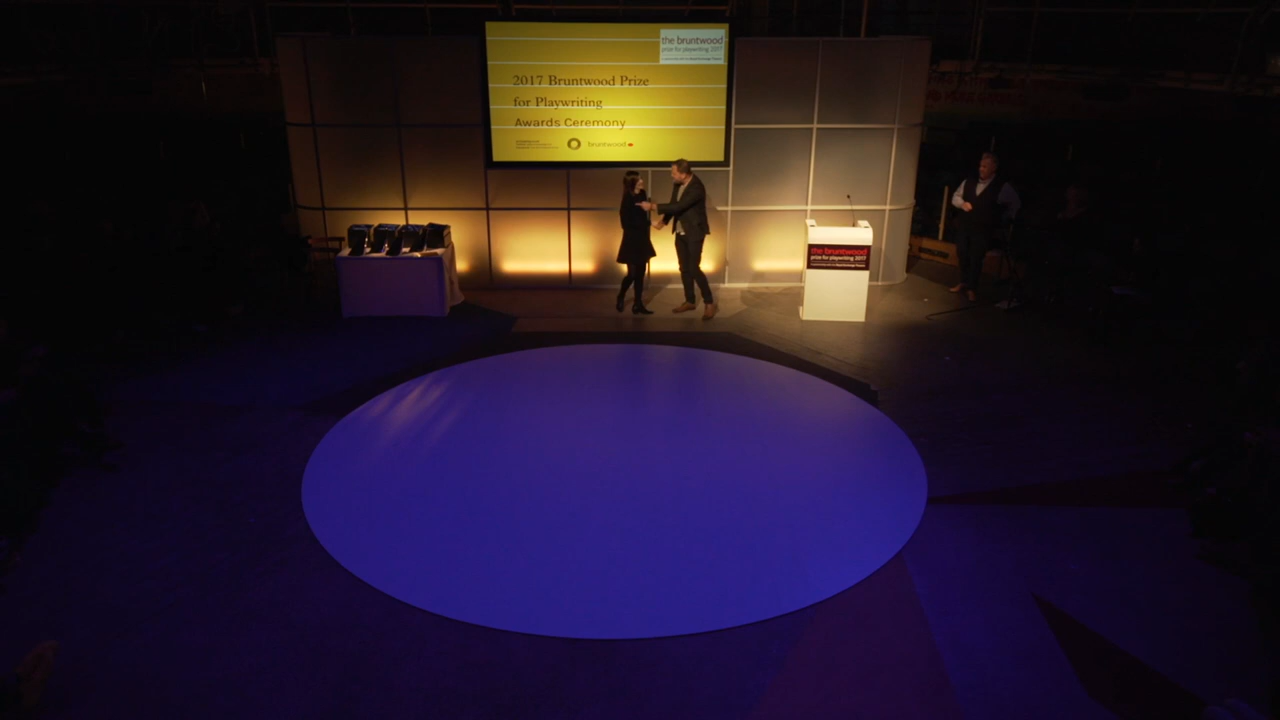 the bruntwood
prize for playwriting 2017
2017 Bruntwood Prize
for Playwriting
Awards Ceremony
bruntwood
the bruntwood
prize for playwriting 2017